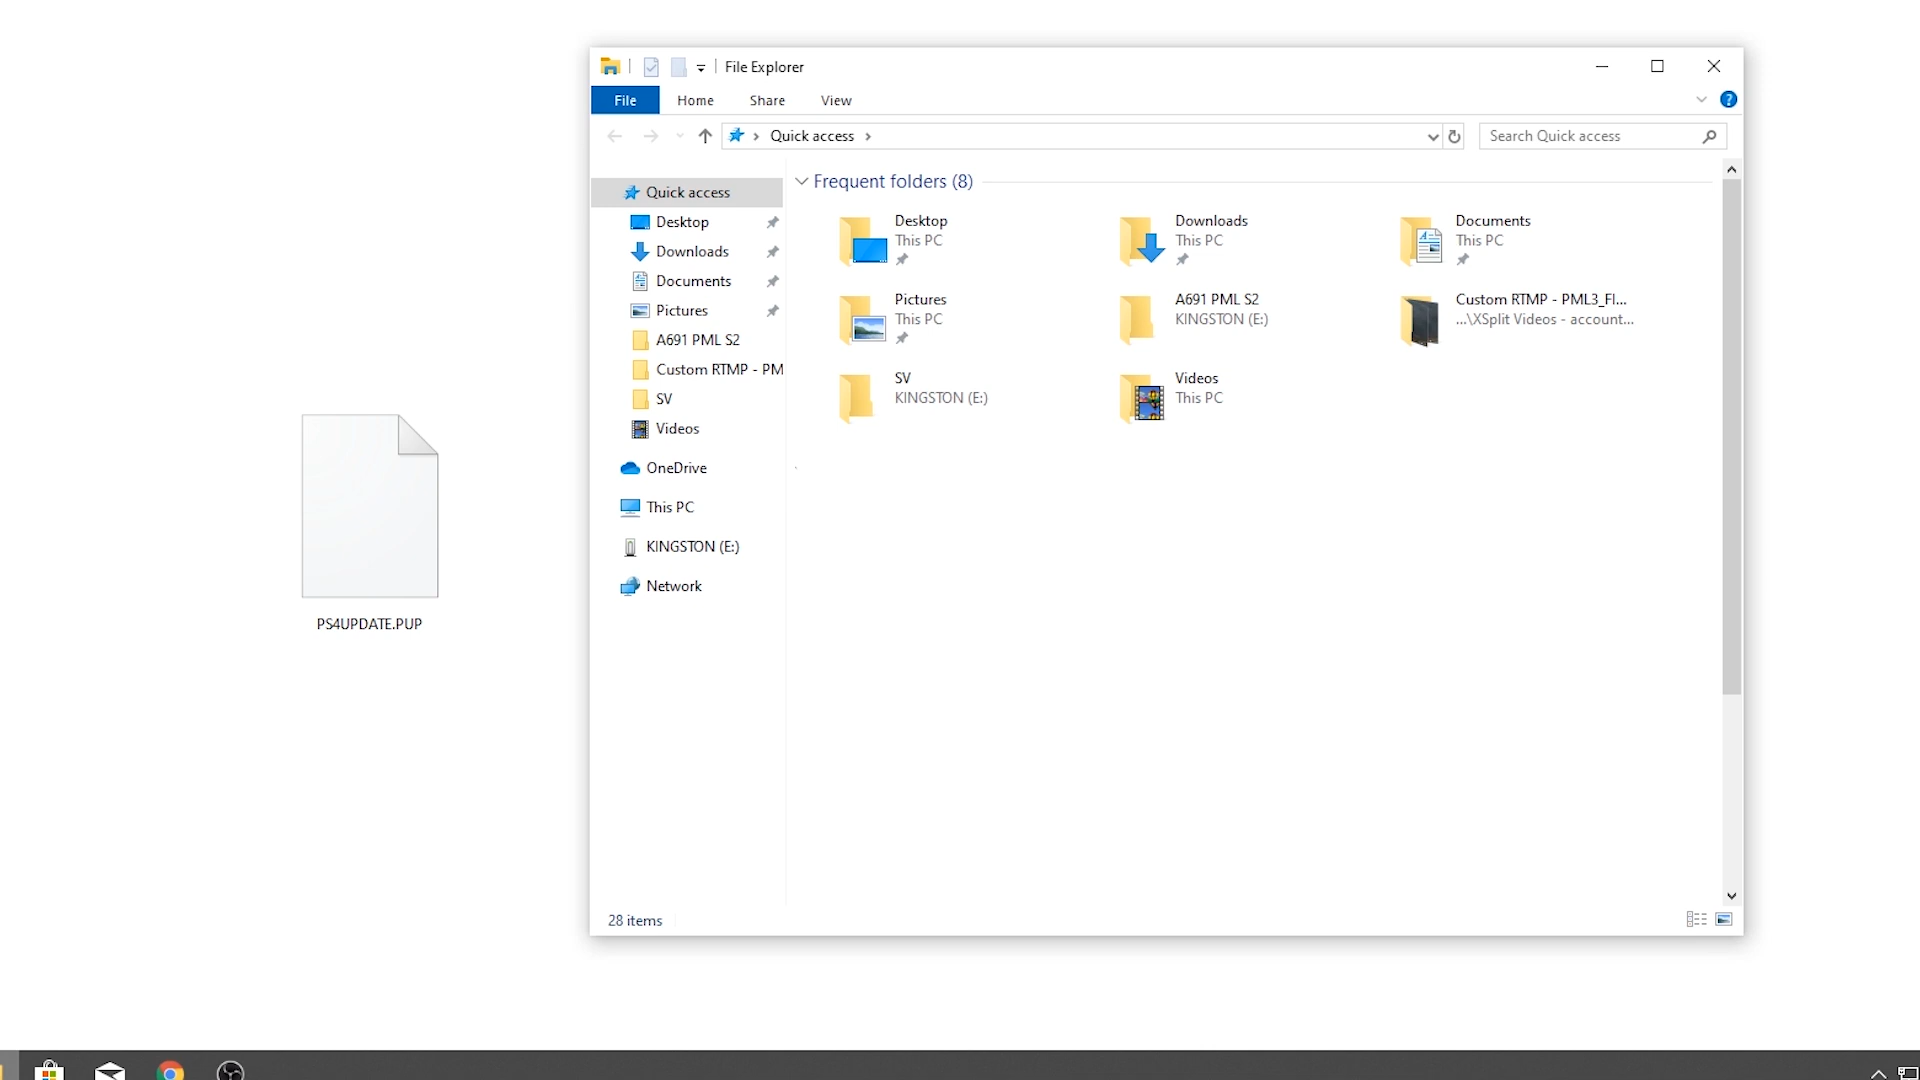 File Explorer
File Home Share View
Quick access
Search Quick access
Quick access
Desktop
Downloads
Documents
Pictures
A691 PML S2
Custom RTMP - PM
SV
Videos
OneDrive
This PC
KINGSTON (E:)
Network
Frequent folders (8)
Desktop
This PC
Downloads
This PC
Documents
This PC
Pictures
This PC
A691 PML S2
KINGSTON (E:)
Custom RTMP - PML3_Fl...
...\XSplit Videos - account...
SV
KINGSTON (E:)
Videos
This PC
28 items
PS4UPDATE.PUP